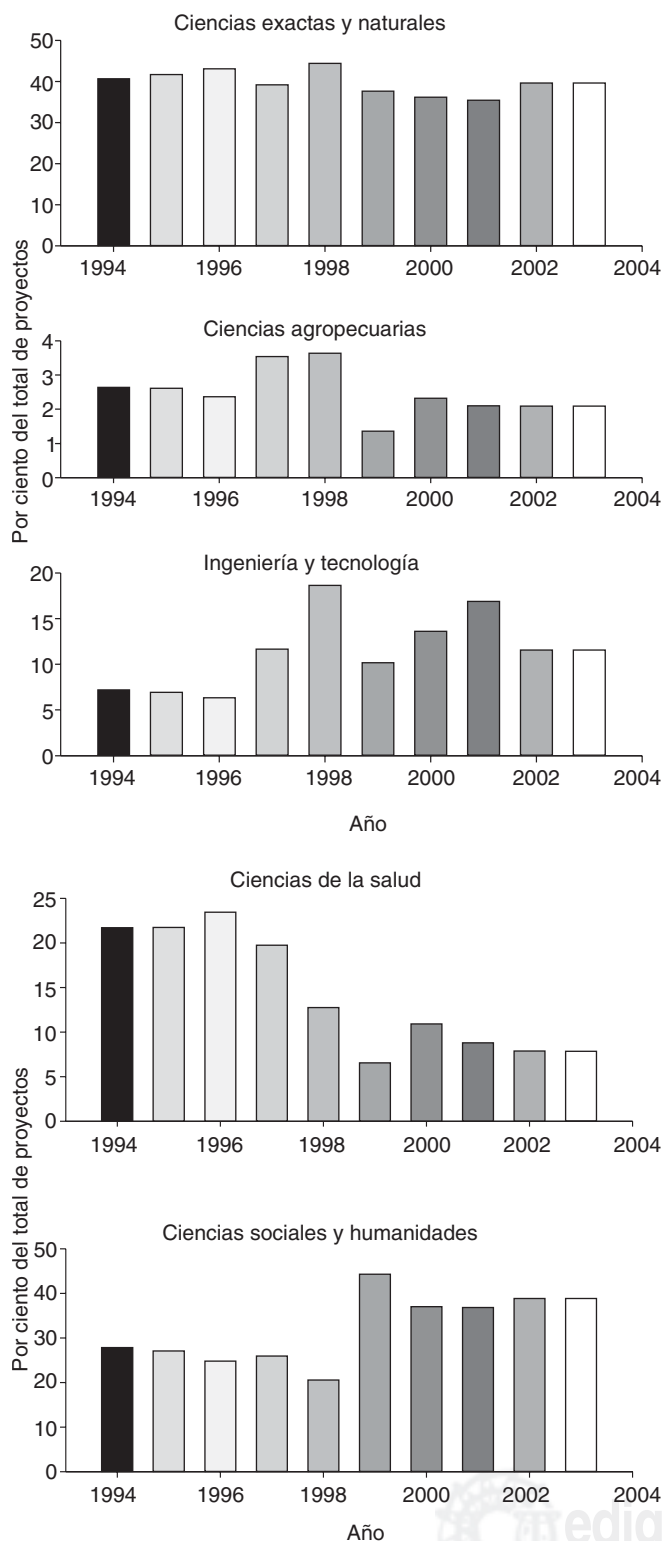 Ciencias exactas y naturales
50
40
30
20
10
0
1994 1996 1998 2000 2002 2004
Por ciento del total de proyectos
Ciencias agropecuarias
4
3
2
1
0
1994 1996 1998 2000 2002 2004
Ingeniería y tecnología
20
15
10
5
0
1994 1996 1998 2000 2002 2004
Año
Ciencias de la salud
25
20
15
10
5
0
1994 1996 1998 2000 2002 2004
Por ciento del total de proyectos
Ciencias sociales y humanidades
50
40
30
20
10
0
1994 1996 1998 2000 2002 2004
Año